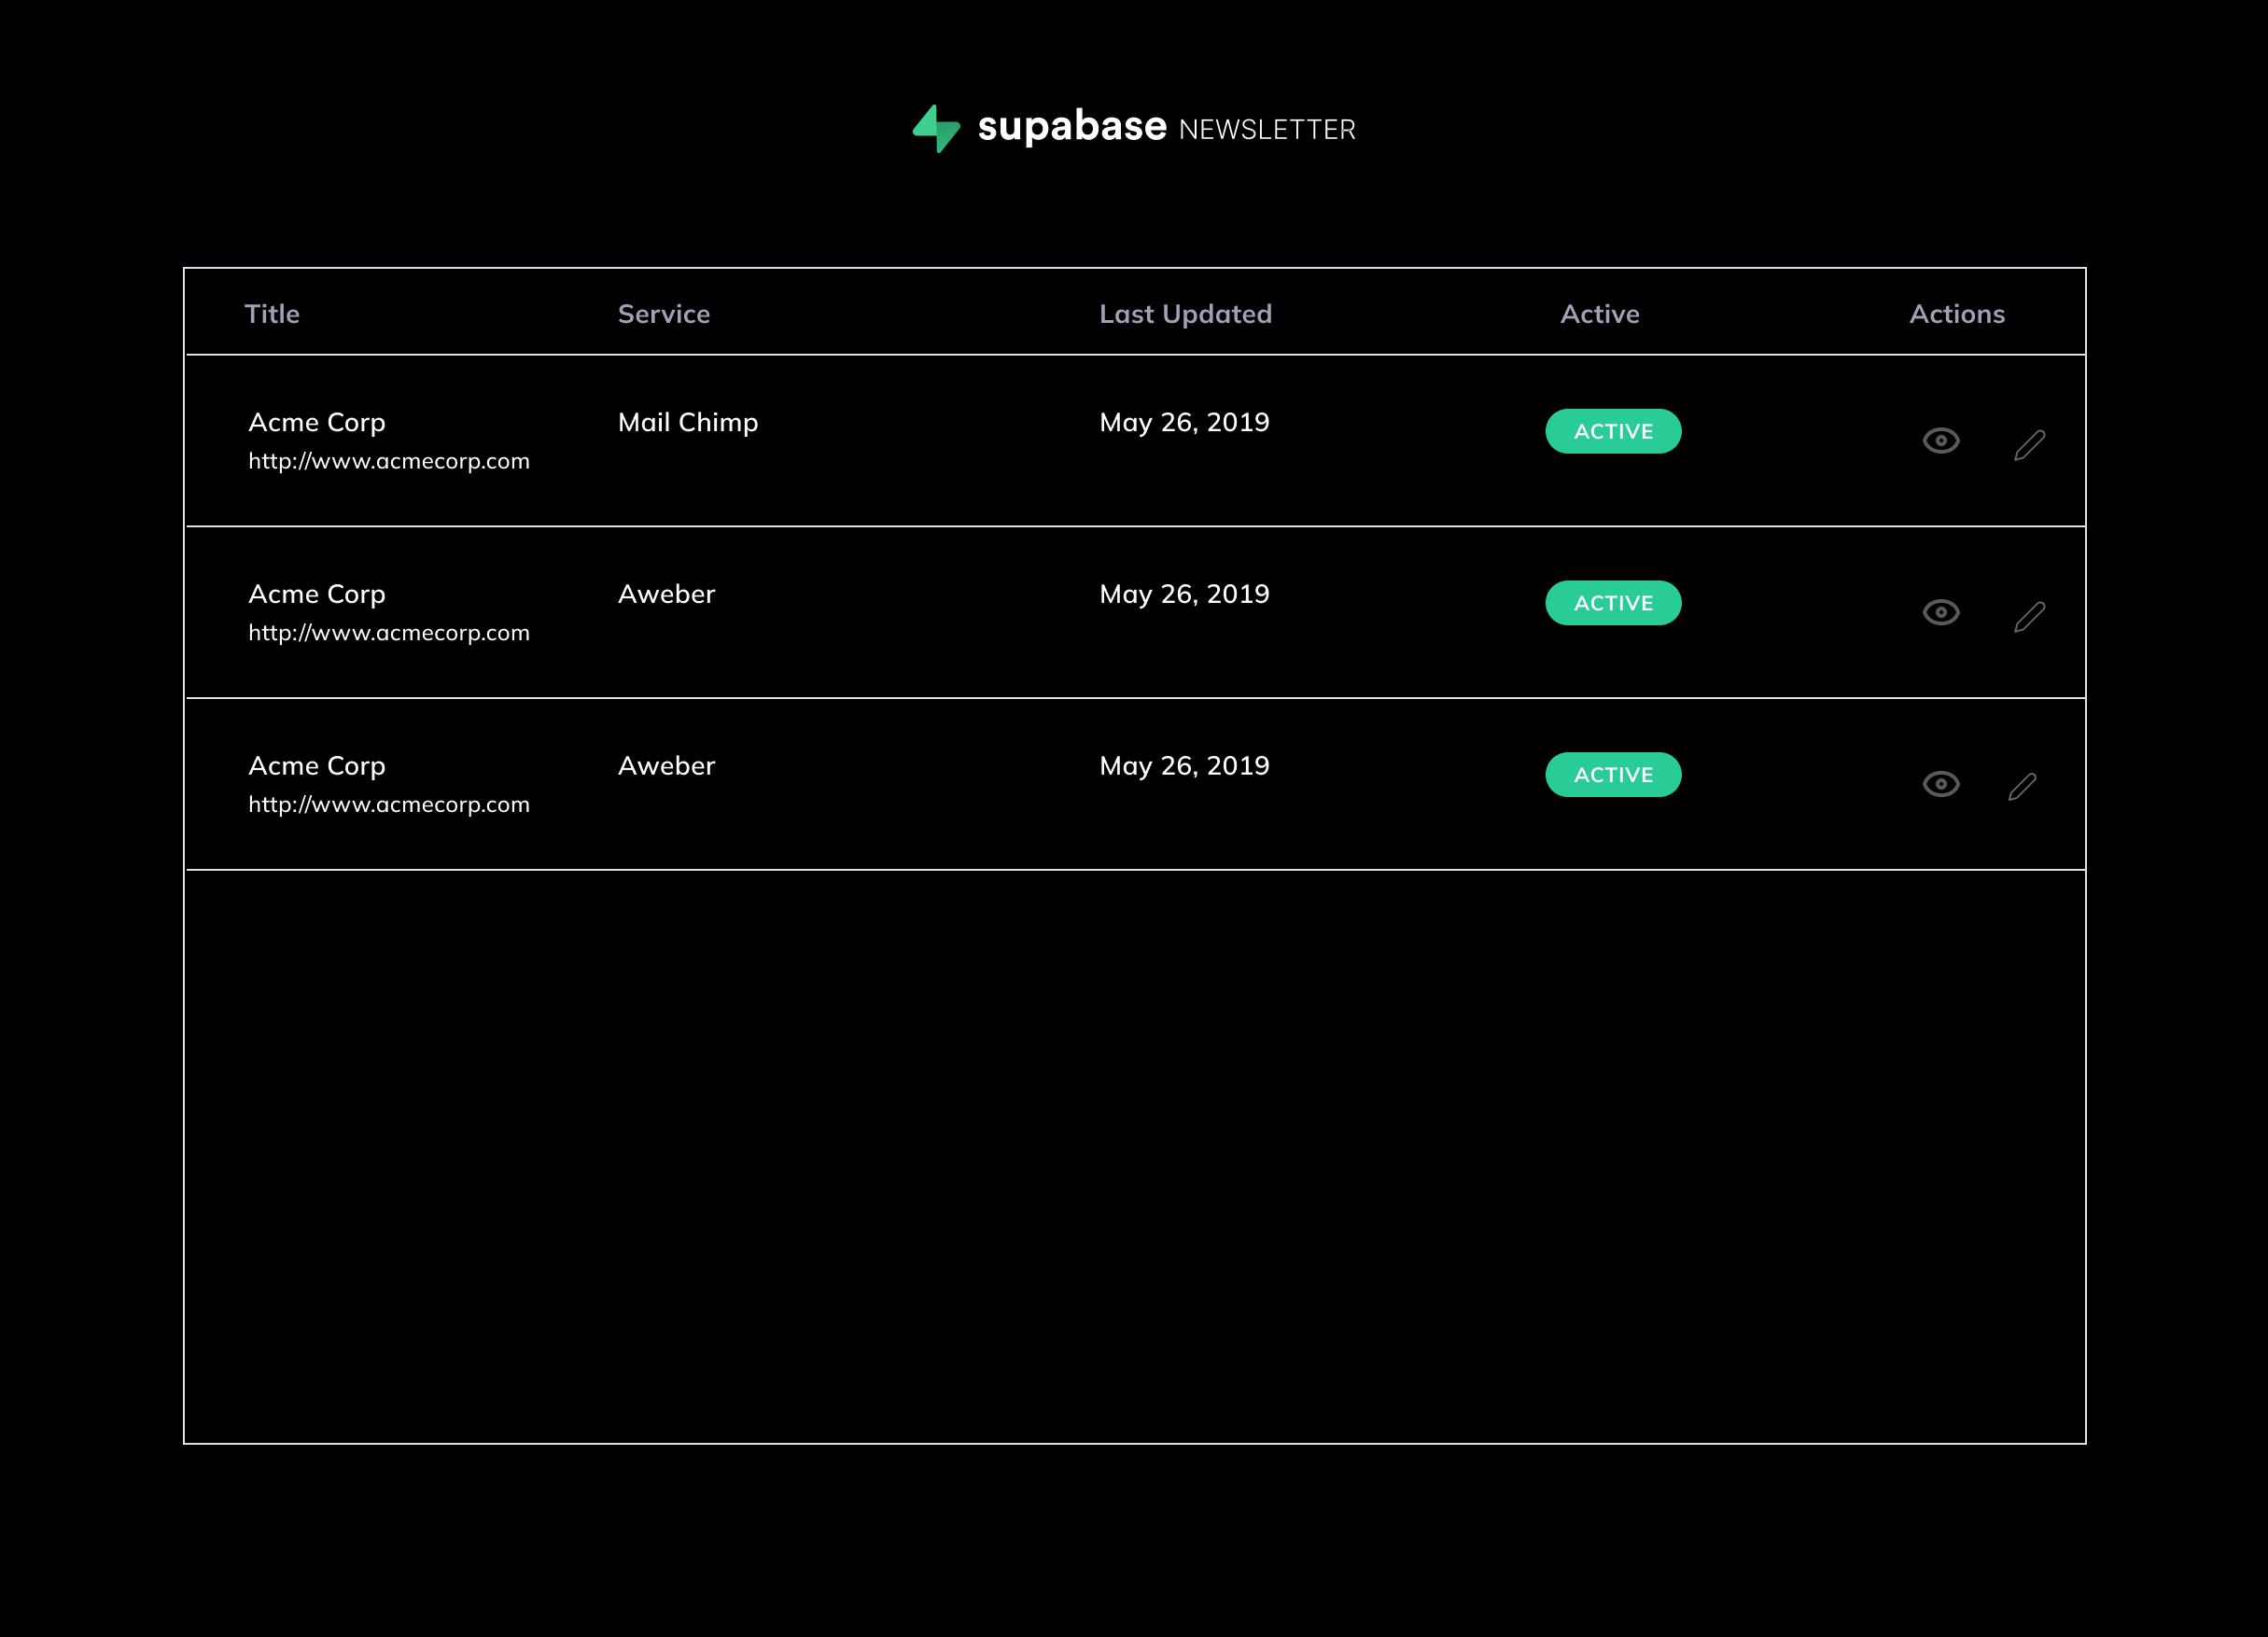 supabase NEWSLETTER
Title Service Last Updated Active Actions
Acme Corp Mail Chimp May 26, 2019 ACTIVE
http://www.acmecorp.com
Acme Corp Aweber May 26, 2019 ACTIVE
http://www.acmecorp.com
Acme Corp Aweber May 26, 2019 ACTIVE
http://www.acmecorp.com